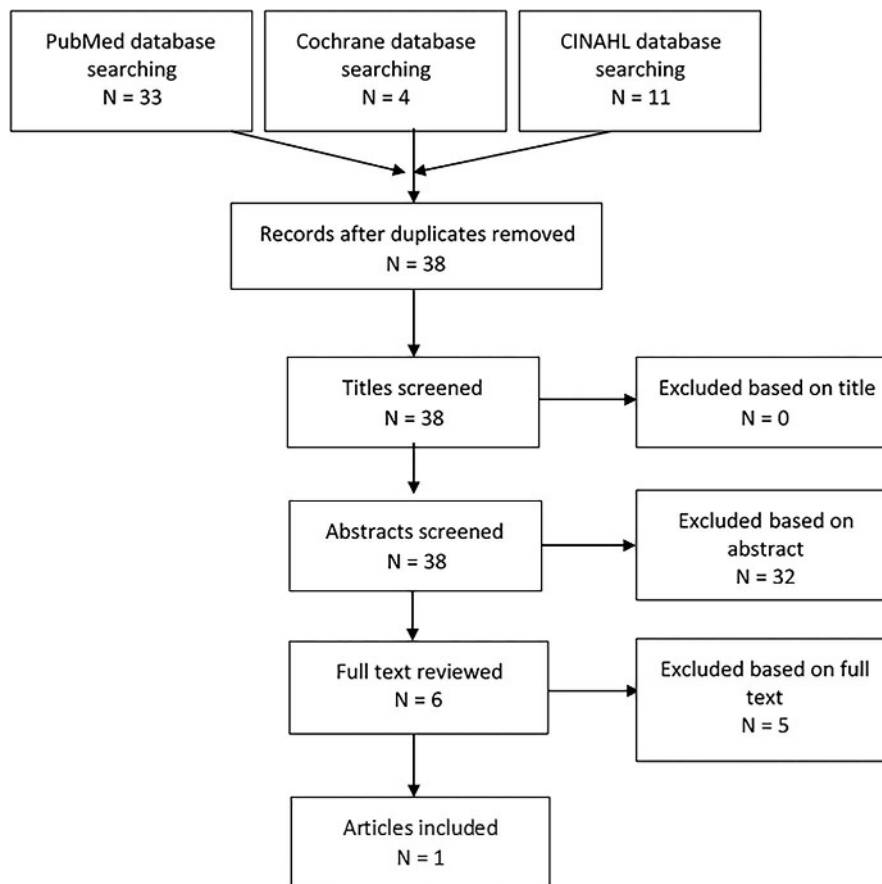 PubMed database
searching
N = 33
Cochrane database
searching
N = 4
CINAHL database
searching
N = 11
Records after duplicates removed
N = 38
Titles screened
N = 38
Excluded based on title
N = 0
Abstracts screened
N = 38
Excluded based on
abstract
N = 32
Full text reviewed
N = 6
Excluded based on full
text
N = 5
Articles included
N = 1